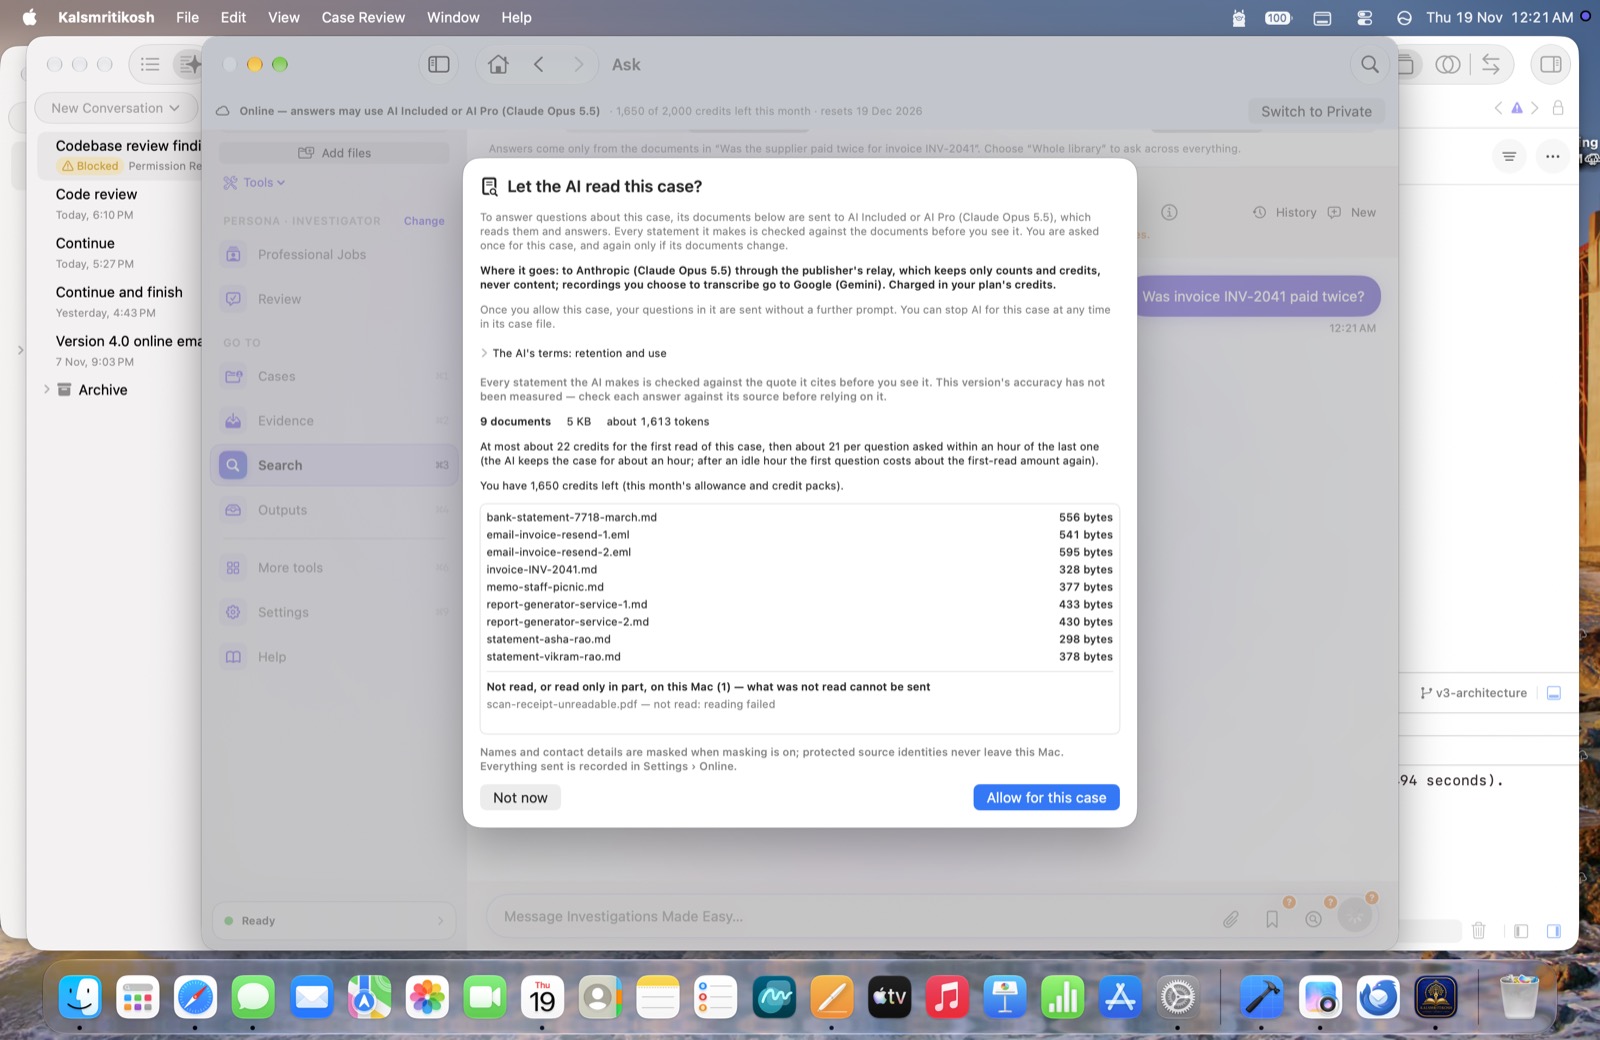 Kalsmritikosh File Edit View Case Review Window Help
100 Thu 19 Nov 12:21 AM
Ask
New Conversation
Online — answers may use AI Included or AI Pro (Claude Opus 5.5) · 1,650 of 2,000 credits left this month · resets 19 Dec 2026
Switch to Private
Codebase review findi
Blocked Permission Re
Code review
Today, 6:10 PM
Continue
Today, 5:27 PM
Continue and finish
Yesterday, 4:43 PM
Version 4.0 online ema
7 Nov, 9:03 PM
Archive
Add files
Tools
PERSONA · INVESTIGATOR Change
Professional Jobs
Review
GO TO
Cases
Evidence
Search ⌘3
Outputs
More tools
Settings
Help
Ready
Answers come only from the documents in "Was the supplier paid twice for invoice INV-2041". Choose "Whole library" to ask across everything.
History New
Was invoice INV-2041 paid twice?
12:21 AM
Let the AI read this case?
To answer questions about this case, its documents below are sent to AI Included or AI Pro (Claude Opus 5.5), which
reads them and answers. Every statement it makes is checked against the documents before you see it. You are asked
once for this case, and again only if its documents change.
Where it goes: to Anthropic (Claude Opus 5.5) through the publisher's relay, which keeps only counts and credits,
never content; recordings you choose to transcribe go to Google (Gemini). Charged in your plan's credits.
Once you allow this case, your questions in it are sent without a further prompt. You can stop AI for this case at any time
in its case file.
The AI's terms: retention and use
Every statement the AI makes is checked against the quote it cites before you see it. This version's accuracy has not
been measured — check each answer against its source before relying on it.
9 documents 5 KB about 1,613 tokens
At most about 22 credits for the first read of this case, then about 21 per question asked within an hour of the last one
(the AI keeps the case for about an hour; after an idle hour the first question costs about the first-read amount again).
You have 1,650 credits left (this month's allowance and credit packs).
bank-statement-7718-march.md 556 bytes
email-invoice-resend-1.eml 541 bytes
email-invoice-resend-2.eml 595 bytes
invoice-INV-2041.md 328 bytes
memo-staff-picnic.md 377 bytes
report-generator-service-1.md 433 bytes
report-generator-service-2.md 430 bytes
statement-asha-rao.md 298 bytes
statement-vikram-rao.md 378 bytes
Not read, or read only in part, on this Mac (1) — what was not read cannot be sent
scan-receipt-unreadable.pdf — not read: reading failed
Names and contact details are masked when masking is on; protected source identities never leave this Mac.
Everything sent is recorded in Settings › Online.
Not now
Allow for this case
Message Investigations Made Easy...
v3-architecture
94 seconds).
Thu
19
tv